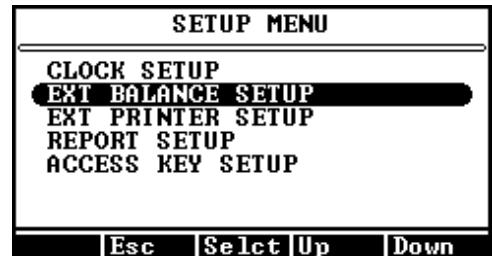 SETUP MENU
CLOCK SETUP
EXT BALANCE SETUP
EXT PRINTER SETUP
REPORT SETUP
ACCESS KEY SETUP
Esc Selct Up Down